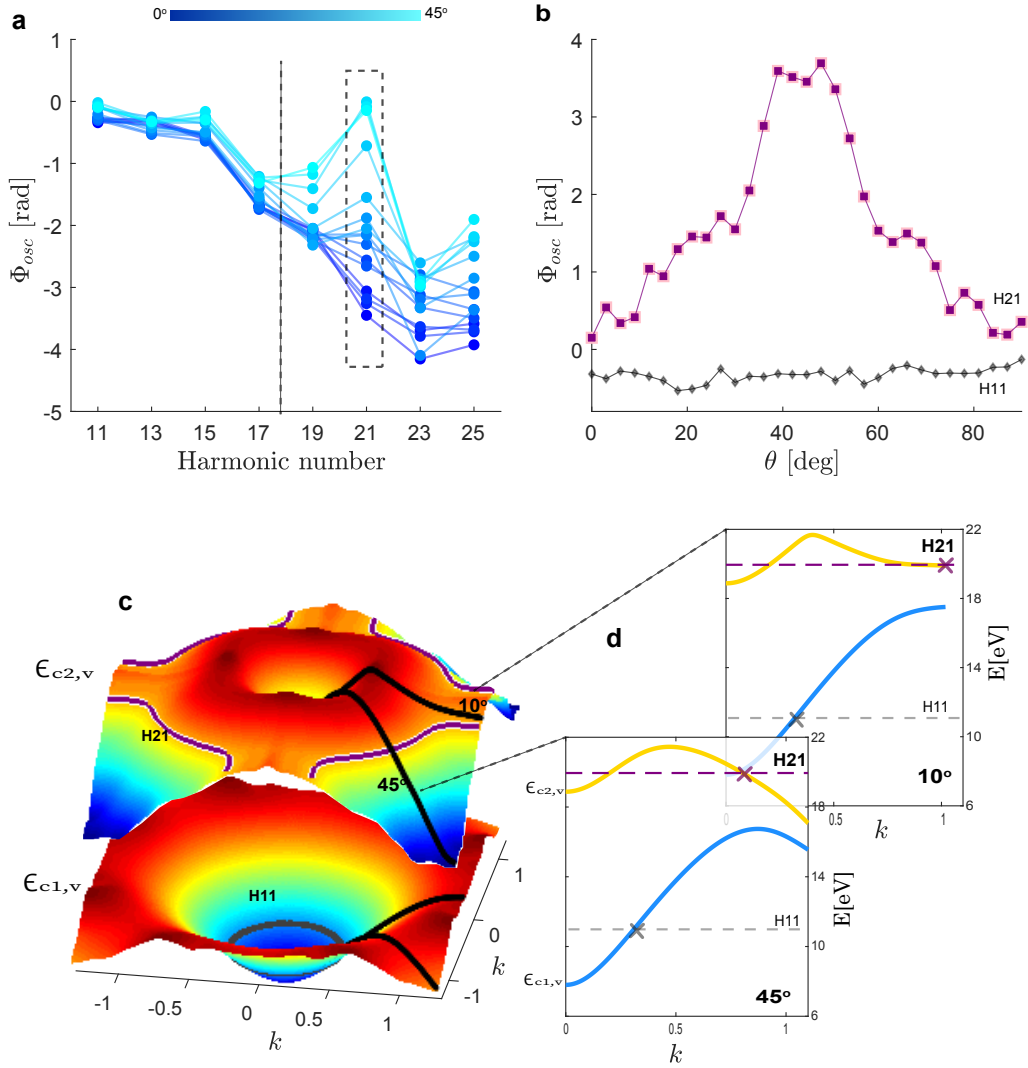 a
0° 45°
b
1
0
-1
-2
-3
-4
-5
Φosc [rad]
11 13 15 17 19 21 23 25
Harmonic number
4
3
2
1
0
Φosc [rad]
H21
H11
0 20 40 60 80
θ [deg]
c
ϵc2,v
H21
10°
45°
ϵc1,v
H11
-1 -0.5 0 0.5 1
k
1
0
-1
k
d
22
18
14
10
6
E[eV]
H21
H11
10°
0 0.5 1
k
22
18
14
10
6
E[eV]
H21
ϵc2,v
H11
ϵc1,v
45°
0 0.5 1
k